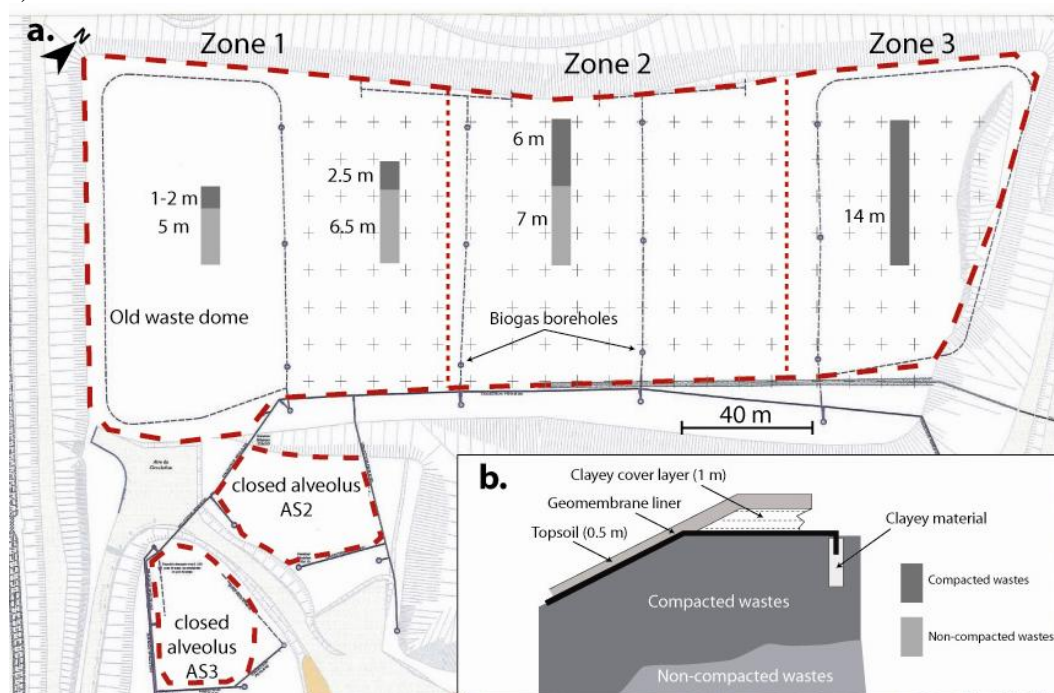 a.
N
Zone 1
Zone 2
Zone 3
6 m
7 m
2.5 m
6.5 m
1-2 m
5 m
14 m
Old waste dome
Biogas boreholes
40 m
closed alveolus
AS2
closed
alveolus
AS3
b.
Clayey cover layer (1 m)
Geomembrane liner
Topsoil (0.5 m)
Clayey material
Compacted wastes
Non-compacted wastes
Compacted wastes
Non-compacted wastes